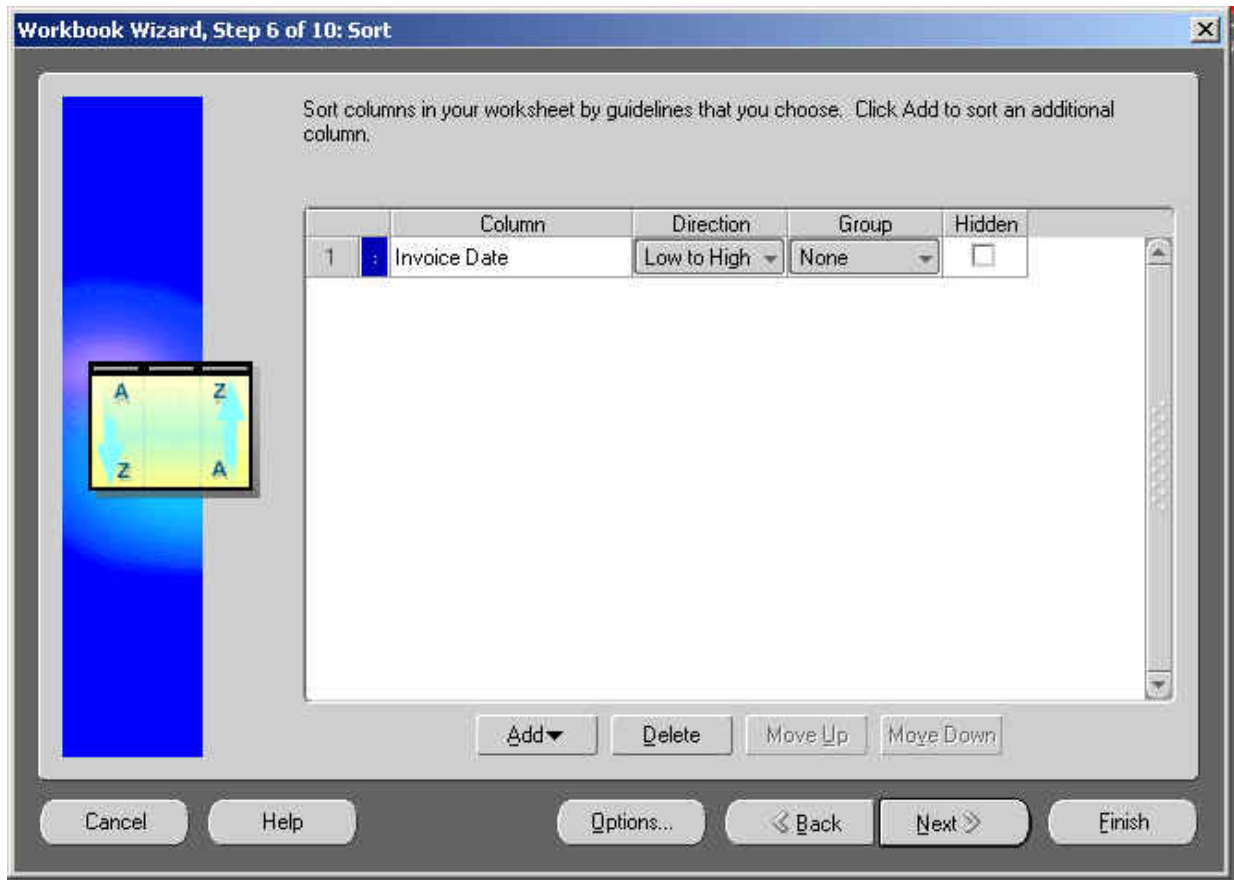 Workbook Wizard, Step 6 of 10: Sort
Sort columns in your worksheet by guidelines that you choose. Click Add to sort an additional
column.
Column Direction Group Hidden
1 : Invoice Date Low to High None
A Z
Z A
Add Delete Move Up Move Down
Cancel Help Options... Back Next Finish